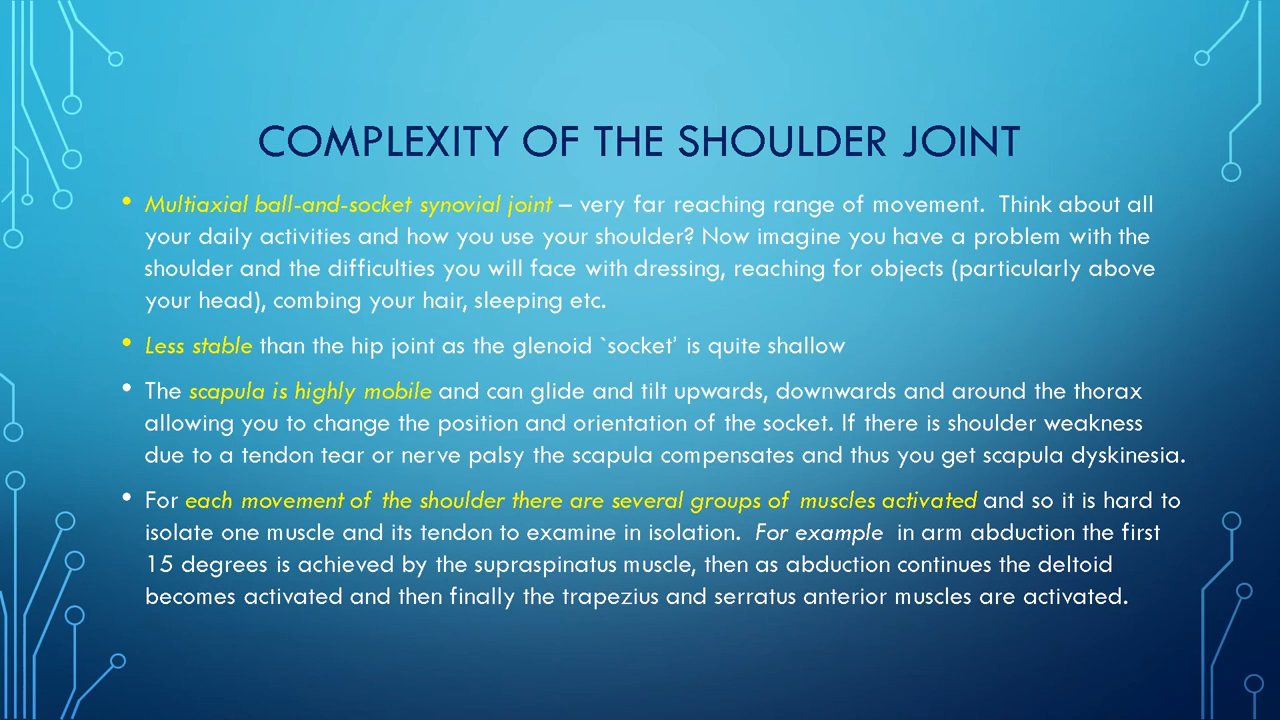 COMPLEXITY OF THE SHOULDER JOINT
• Multiaxial ball-and-socket synovial joint – very far reaching range of movement.  Think about all
your daily activities and how you use your shoulder? Now imagine you have a problem with the
shoulder and the difficulties you will face with dressing, reaching for objects (particularly above
your head), combing your hair, sleeping etc.
• Less stable than the hip joint as the glenoid `socket’ is quite shallow
• The scapula is highly mobile and can glide and tilt upwards, downwards and around the thorax
allowing you to change the position and orientation of the socket. If there is shoulder weakness
due to a tendon tear or nerve palsy the scapula compensates and thus you get scapula dyskinesia.
• For each movement of the shoulder there are several groups of muscles activated and so it is hard to
isolate one muscle and its tendon to examine in isolation.  For example  in arm abduction the first
15 degrees is achieved by the supraspinatus muscle, then as abduction continues the deltoid
becomes activated and then finally the trapezius and serratus anterior muscles are activated.